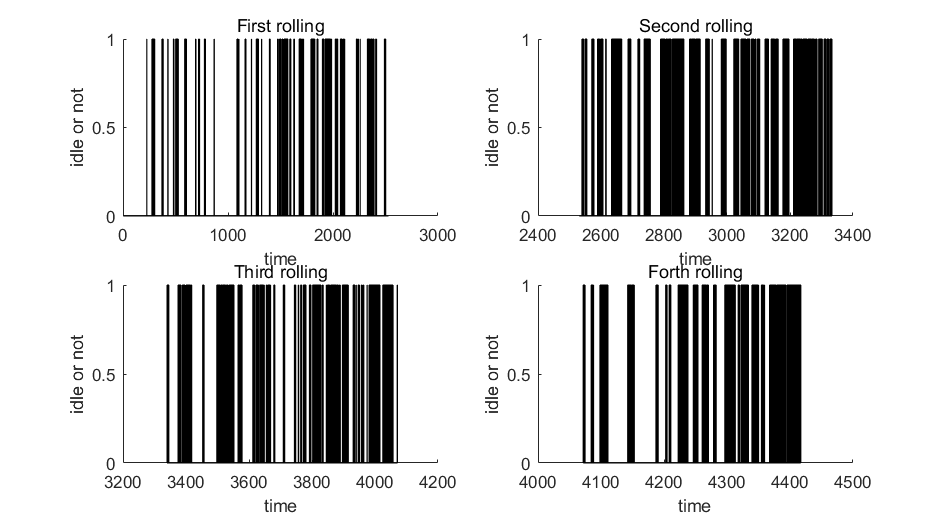 First rolling
1
0.5
0
idle or not
0 1000 2000 3000
time
Second rolling
1
0.5
0
idle or not
2400 2600 2800 3000 3200 3400
time
Third rolling
1
0.5
0
idle or not
3200 3400 3600 3800 4000 4200
time
Forth rolling
1
0.5
0
idle or not
4000 4100 4200 4300 4400 4500
time